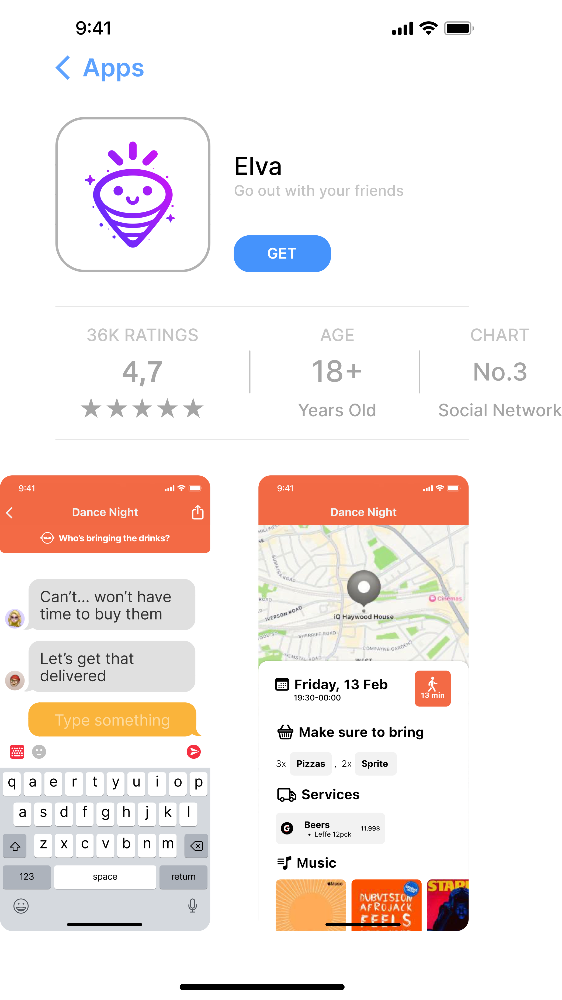 9:41
Apps
Elva
Go out with your friends
GET
36K RATINGS
4,7
★★★★★
AGE
18+
Years Old
CHART
No.3
Social Network
9:41
Dance Night
Who's bringing the drinks?
Can't... won't have
time to buy them
Let's get that
delivered
Type something
q a e r t y u i o p
a s d f g h j k l
z x c v b n m
123 space return
9:41
Dance Night
SUMATRA ROAD
ROAD
IVERSON ROAD
Cinemas
iQ Haywood House
SHERRIFF ROAD
COMPAYNE GARDENS
HEMSTAL ROAD
WEST
Friday, 13 Feb
19:30-00:00
13 min
Make sure to bring
3x Pizzas , 2x Sprite
Services
G
Beers
• Leffe 12pck
11.99$
Music
Music
SPECIAL
DUBVISION
AFROJACK
FEELS